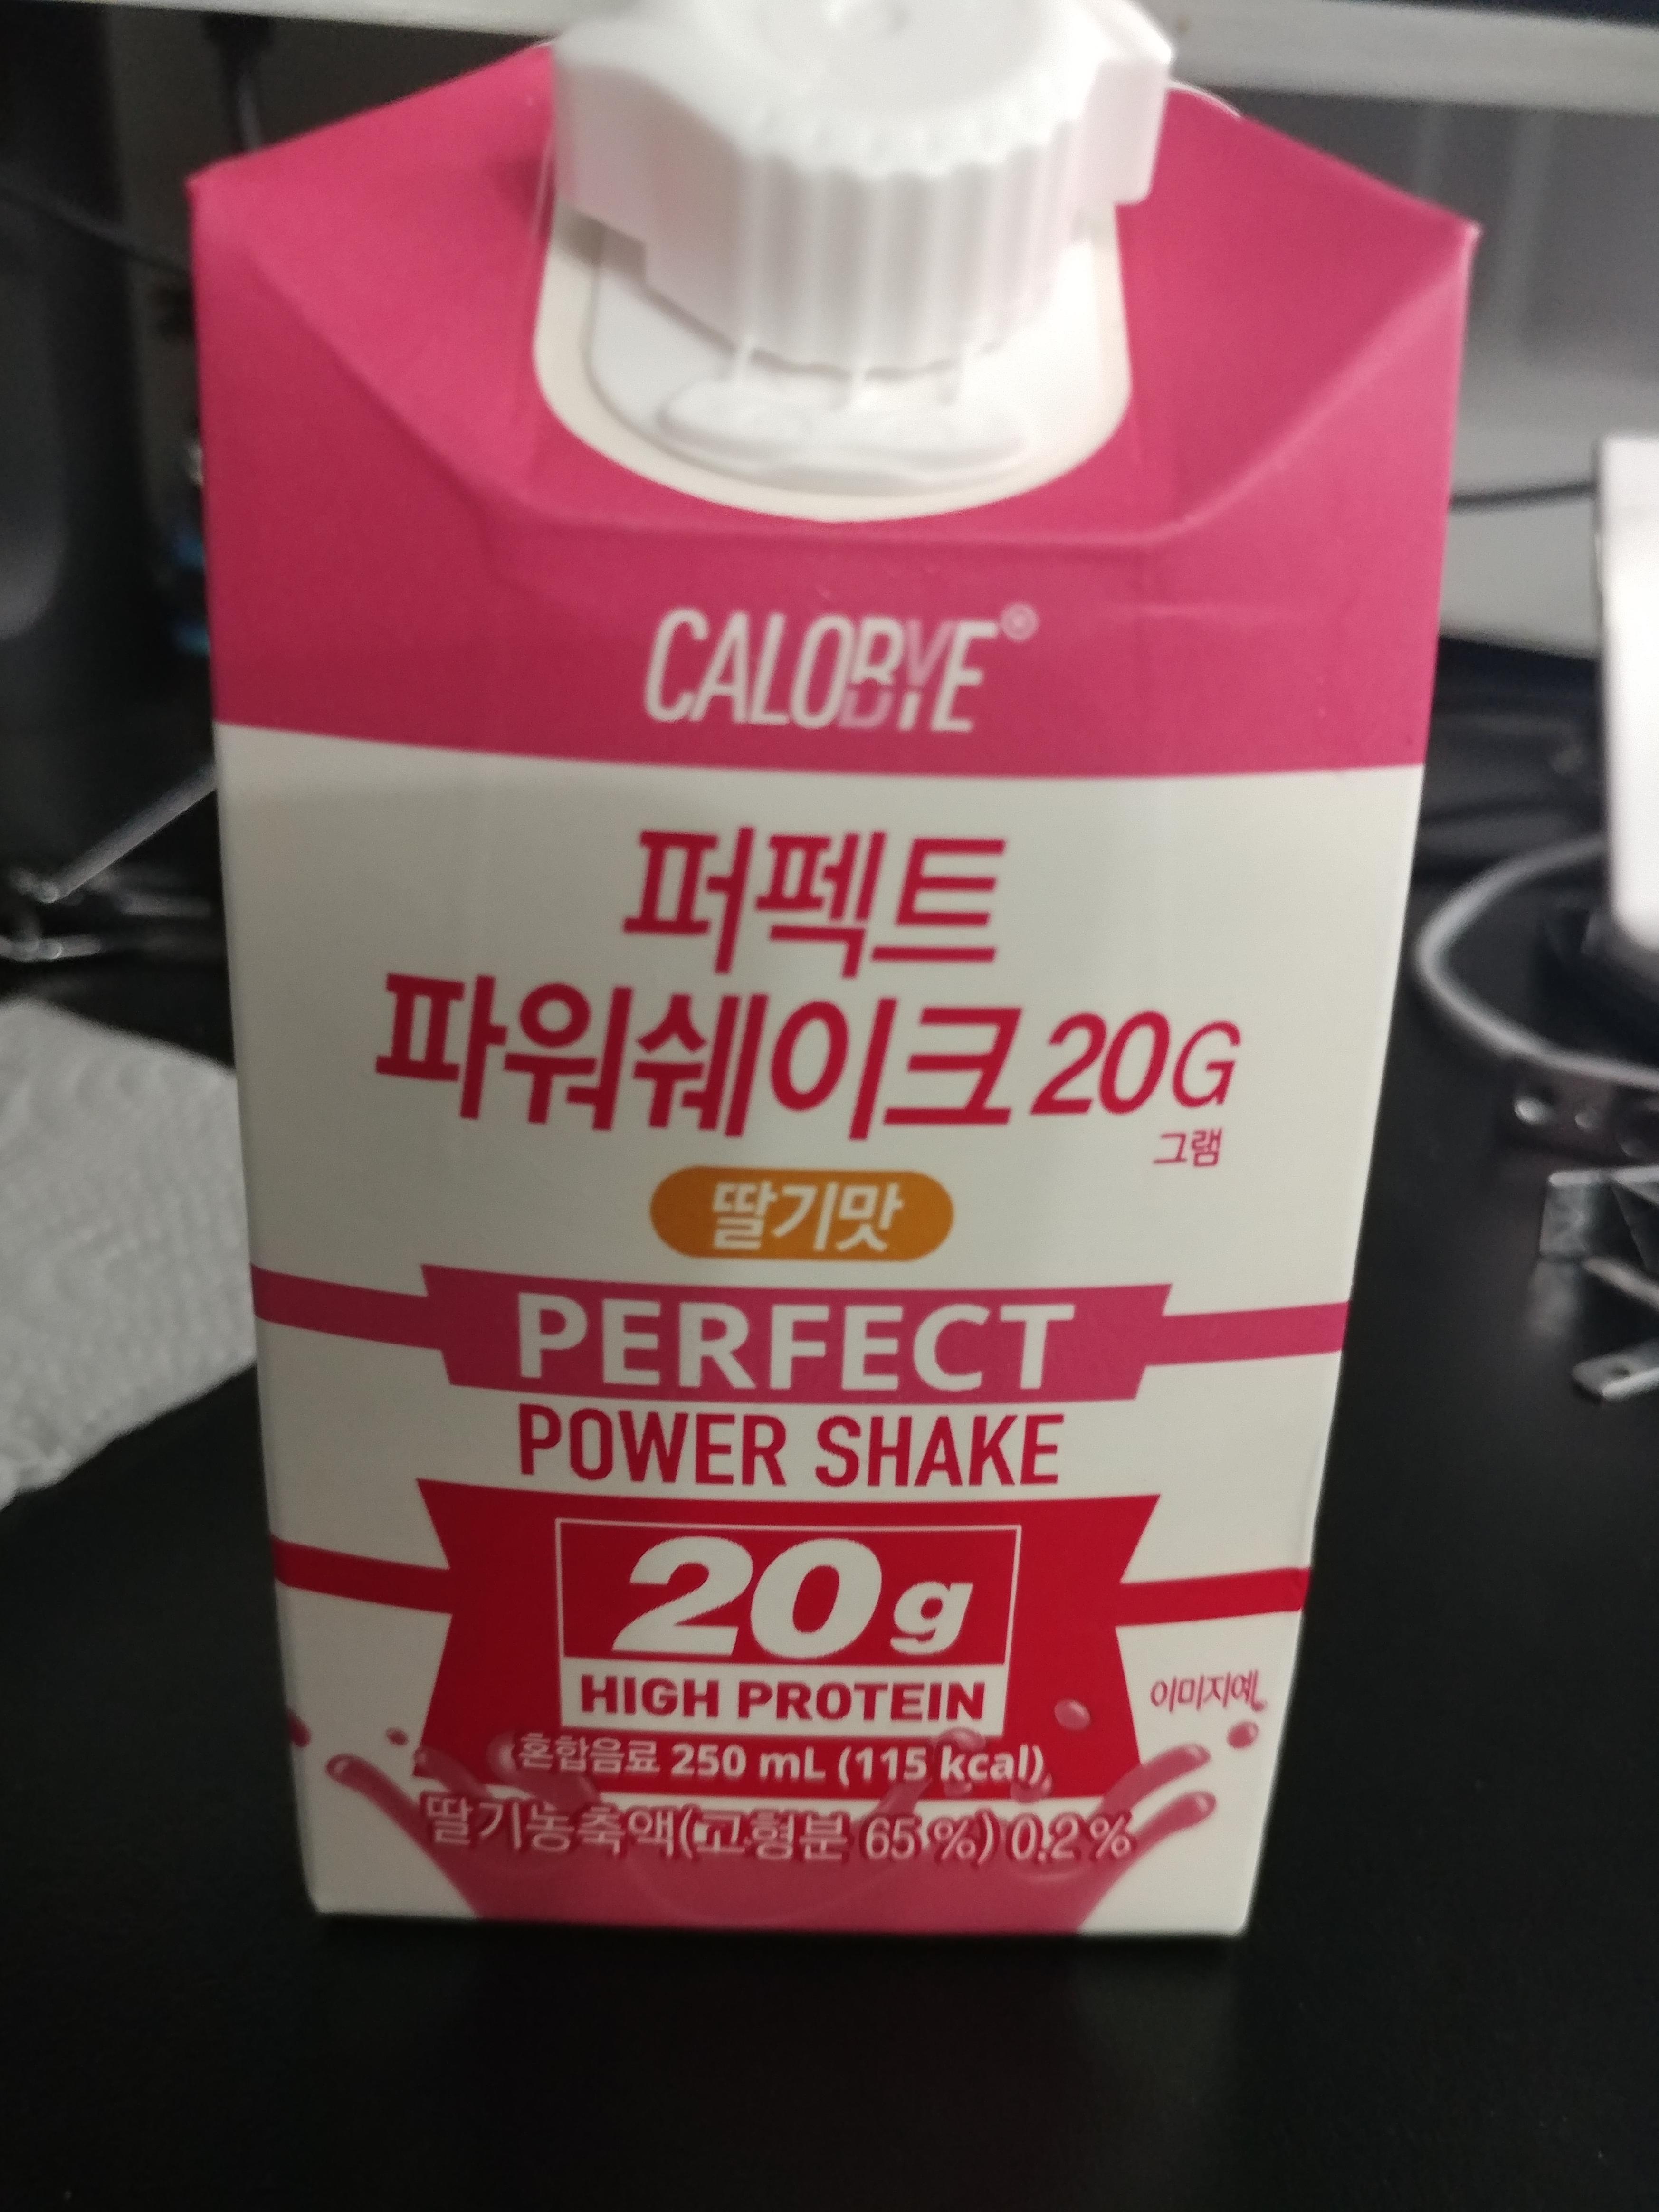 CALOBYE®
퍼펙트
파워쉐이크 20G
그램
딸기맛
PERFECT
POWER SHAKE
20g
HIGH PROTEIN
이미지예
혼합음료 250 mL (115 kcal)
딸기농축액(고형분 65 %) 0.2 %